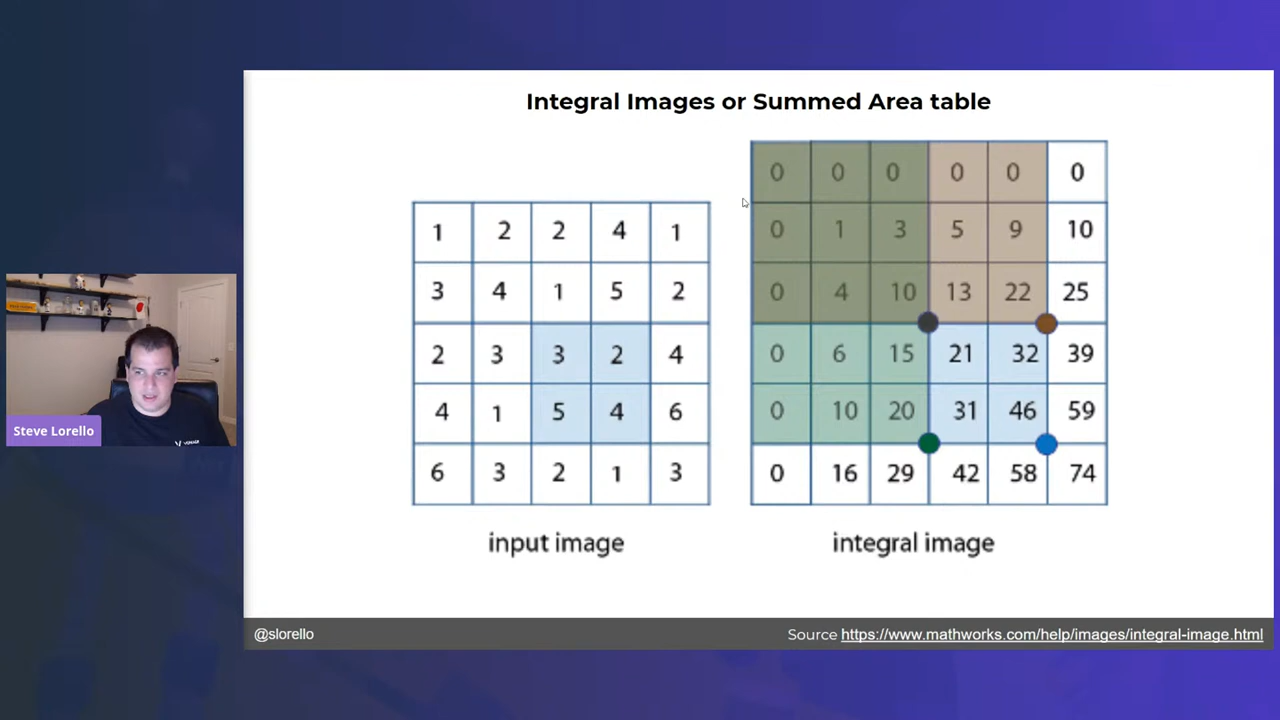 Integral Images or Summed Area table
1 2 2 4 1
3 4 1 5 2
2 3 3 2 4
4 1 5 4 6
6 3 2 1 3
input image
0 0 0 0 0 0
0 1 3 5 9 10
0 4 10 13 22 25
0 6 15 21 32 39
0 10 20 31 46 59
0 16 29 42 58 74
integral image
Steve Lorello
@slorello
Source https://www.mathworks.com/help/images/integral-image.html